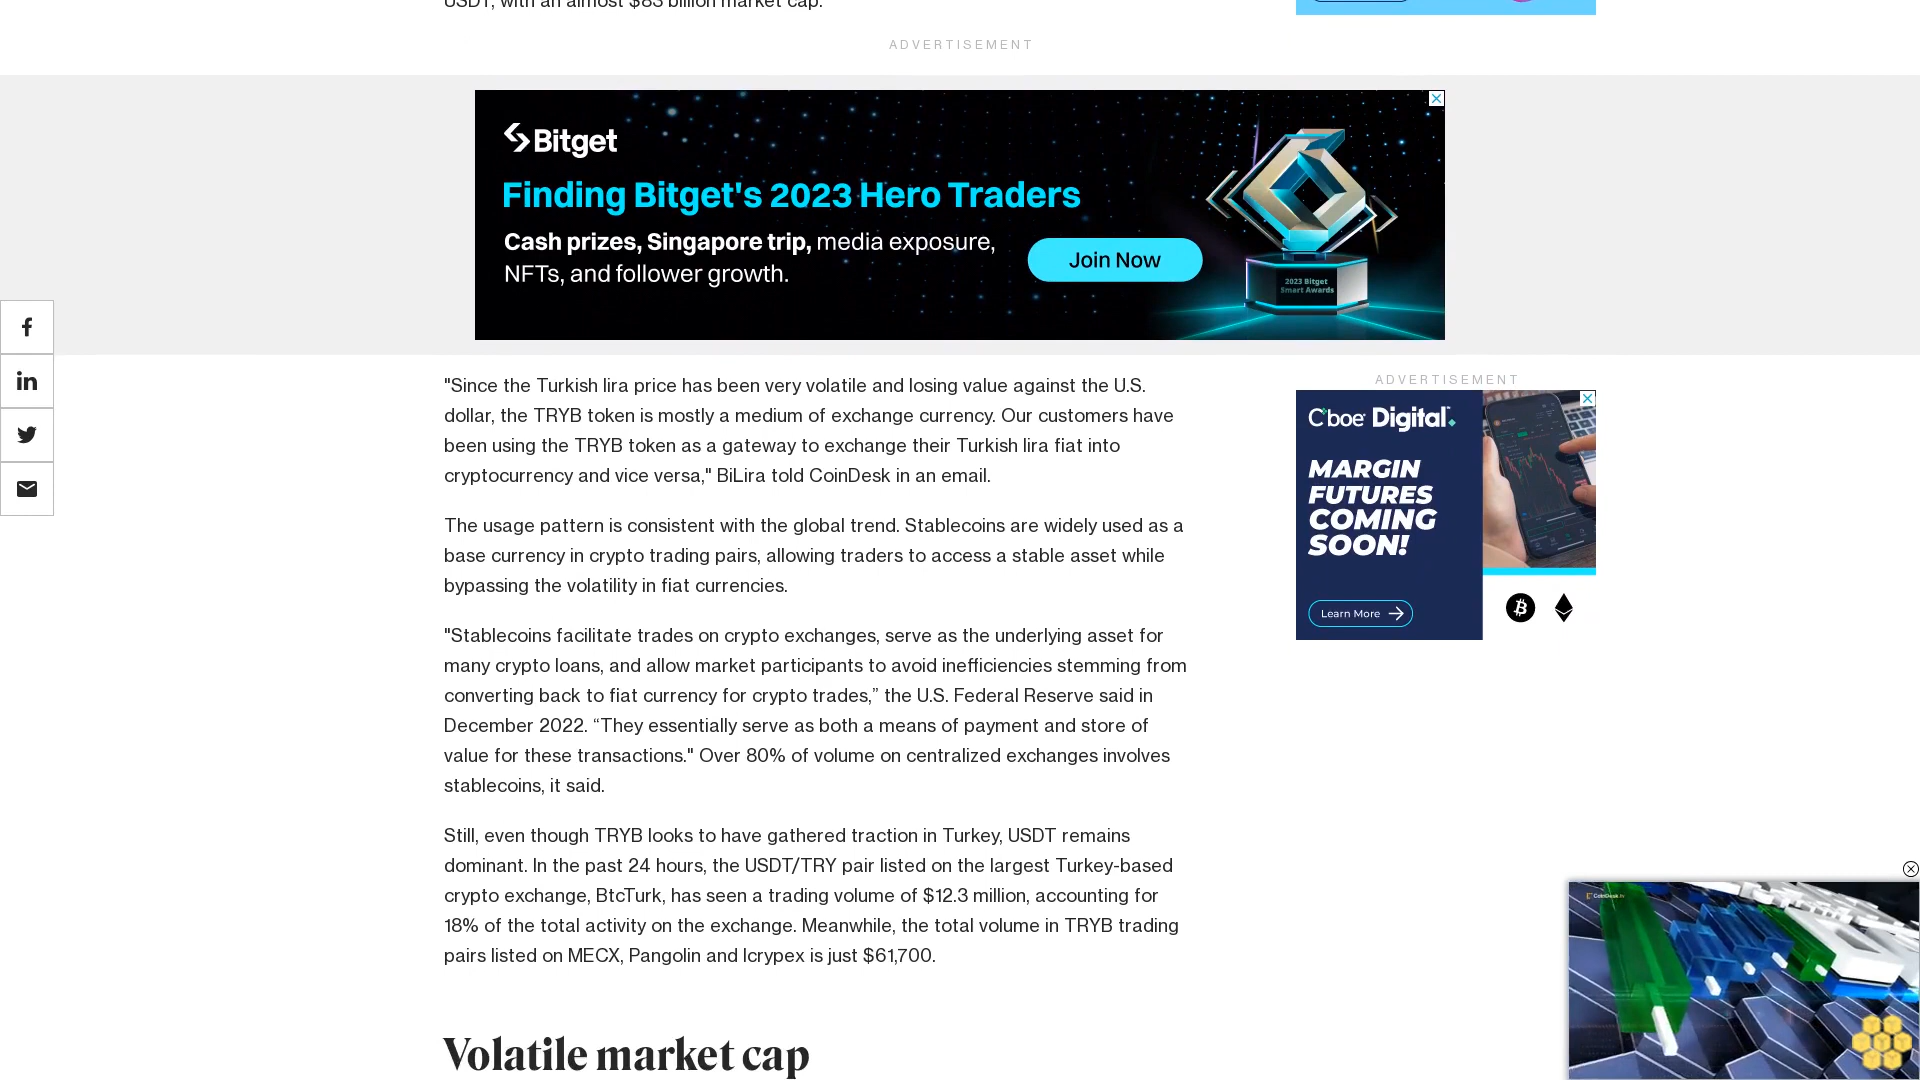 USDT, with an almost $83 billion market cap.
ADVERTISEMENT
Bitget
Finding Bitget's 2023 Hero Traders
Cash prizes, Singapore trip, media exposure,
NFTs, and follower growth.
Join Now
2023 Bitget
Smart Awards
"Since the Turkish lira price has been very volatile and losing value against the U.S.
dollar, the TRYB token is mostly a medium of exchange currency. Our customers have
been using the TRYB token as a gateway to exchange their Turkish lira fiat into
cryptocurrency and vice versa," BiLira told CoinDesk in an email.
The usage pattern is consistent with the global trend. Stablecoins are widely used as a
base currency in crypto trading pairs, allowing traders to access a stable asset while
bypassing the volatility in fiat currencies.
"Stablecoins facilitate trades on crypto exchanges, serve as the underlying asset for
many crypto loans, and allow market participants to avoid inefficiencies stemming from
converting back to fiat currency for crypto trades,” the U.S. Federal Reserve said in
December 2022. “They essentially serve as both a means of payment and store of
value for these transactions." Over 80% of volume on centralized exchanges involves
stablecoins, it said.
Still, even though TRYB looks to have gathered traction in Turkey, USDT remains
dominant. In the past 24 hours, the USDT/TRY pair listed on the largest Turkey-based
crypto exchange, BtcTurk, has seen a trading volume of $12.3 million, accounting for
18% of the total activity on the exchange. Meanwhile, the total volume in TRYB trading
pairs listed on MECX, Pangolin and Icrypex is just $61,700.
Volatile market cap
ADVERTISEMENT
Cboe Digital
MARGIN
FUTURES
COMING
SOON!
Learn More
CoinDesk tv